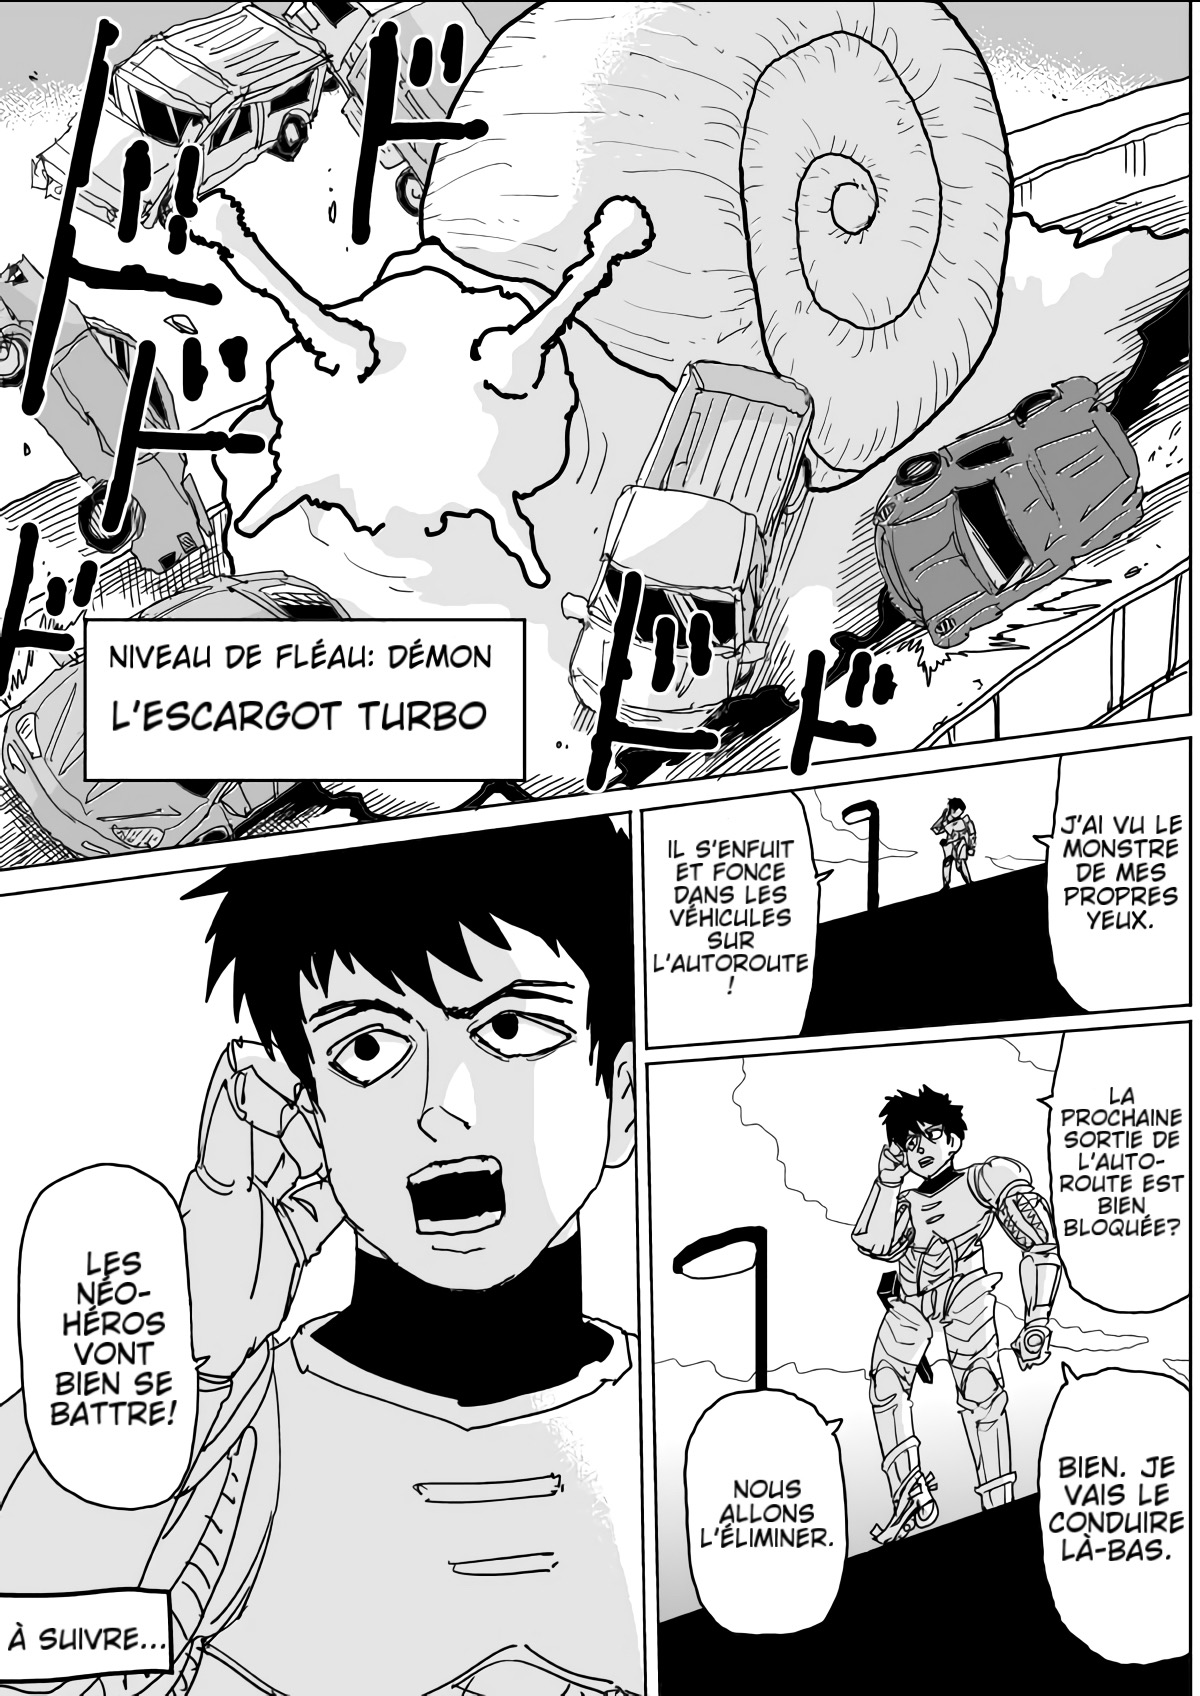 ドドドド
ドドド
NIVEAU DE FLÉAU: DÉMON
L'ESCARGOT TURBO
J'AI VU LE
MONSTRE
DE MES
PROPRES
YEUX.
IL S'ENFUIT
ET FONCE
DANS LES
VÉHICULES
SUR
L'AUTOROUTE
!
LA
PROCHAINE
SORTIE DE
L'AUTO-
ROUTE EST
BIEN
BLOQUÉE?
BIEN. JE
VAIS LE
CONDUIRE
LÀ-BAS.
NOUS
ALLONS
L'ÉLIMINER.
LES
NÉO-
HÉROS
VONT
BIEN SE
BATTRE!
À SUIVRE...